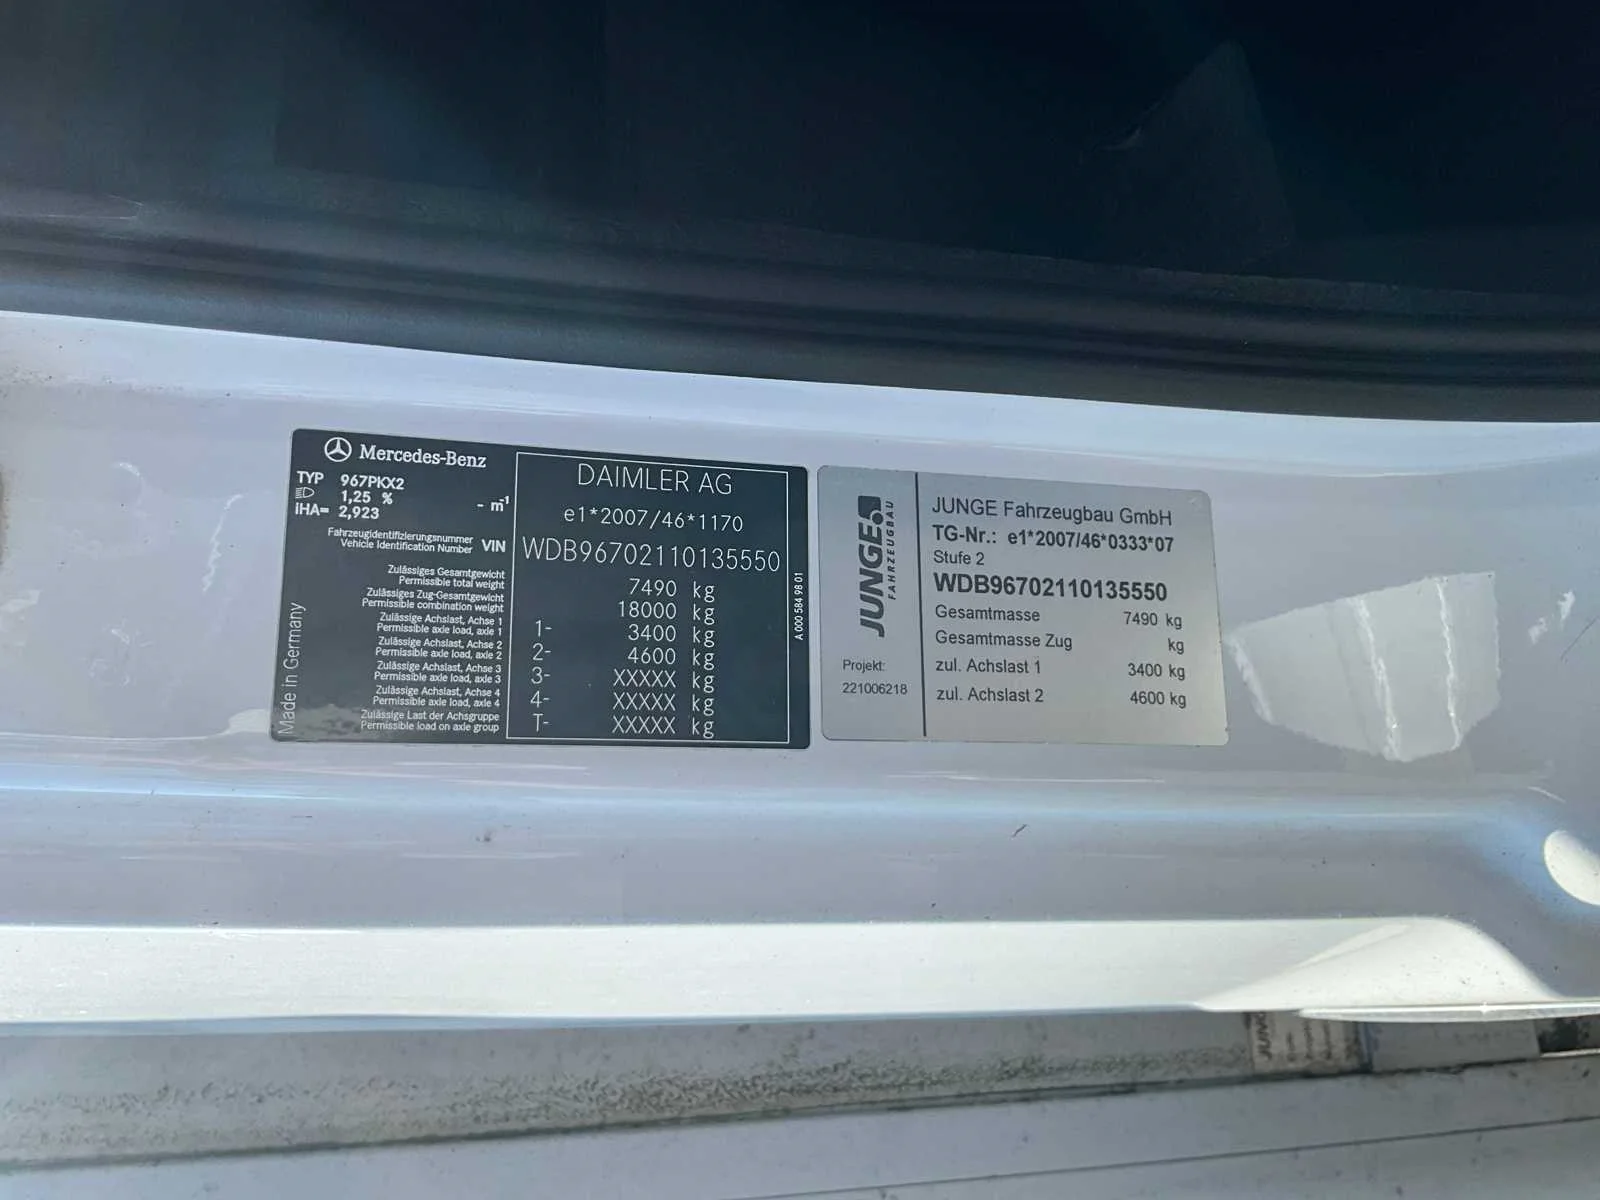 Mercedes-Benz
TYP 967PKX2
1,25 %
- m-1
iHA= 2,923
Fahrzeugidentifizierungsnummer
Vehicle Identification Number VIN
Zulässiges Gesamtgewicht
Permissible total weight
Zulässiges Zug-Gesamtgewicht
Permissible combination weight
Zulässige Achslast, Achse 1
Permissible axle load, axle 1
Zulässige Achslast, Achse 2
Permissible axle load, axle 2
Zulässige Achslast, Achse 3
Permissible axle load, axle 3
Zulässige Achslast, Achse 4
Permissible axle load, axle 4
Zulässige Last der Achsgruppe
Permissible load on axle group
Made in Germany
DAIMLER AG
e1*2007/46*1170
WDB96702110135550
7490 kg
18000 kg
1- 3400 kg
2- 4600 kg
3- XXXXX kg
4- XXXXX kg
T- XXXXX kg
A 000 584 98 01
JUNGE
FAHRZEUGBAU
Projekt:
221006218
JUNGE Fahrzeugbau GmbH
TG-Nr.: e1*2007/46*0333*07
Stufe 2
WDB96702110135550
Gesamtmasse 7490 kg
Gesamtmasse Zug kg
zul. Achslast 1 3400 kg
zul. Achslast 2 4600 kg